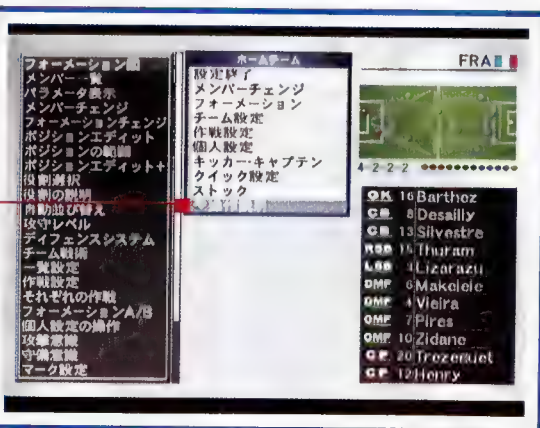 フォーメーション図
メンバー一覧
パラメータ表示
メンバーチェンジ
フォーメーションチェンジ
ポジションエディット
ポジションの範囲
ポジションエディット+
役割選択
役割の説明
自動並び替え
攻守レベル
ディフェンスシステム
チーム戦術
一覧設定
作戦設定
それぞれの作戦
フォーメーションA/B
個人設定の操作
攻撃意識
守備意識
マーク設定
ホームチーム
設定終了
メンバーチェンジ
フォーメーション
チーム設定
作戦設定
個人設定
キッカー・キャプテン
クイック設定
ストック
FRA
4-2-2-2
GK 16 Barthez
CB 8 Desailly
CB 13 Silvestre
RSB 15 Thuram
LSB 3 Lizarazu
DMF 6 Makelele
DMF 4 Vieira
OMF 7 Pires
OMF 10 Zidane
CF 20 Trezeguet
CF 12 Henry